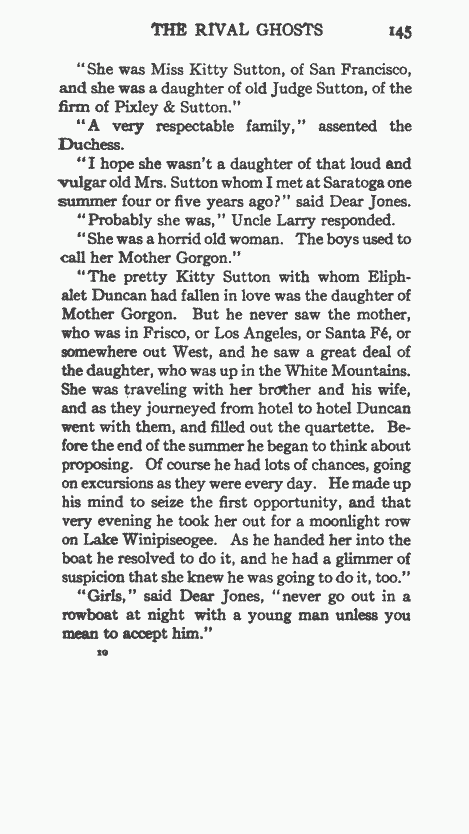 THE RIVAL GHOSTS 145
"She was Miss Kitty Sutton, of San Francisco,
and she was a daughter of old Judge Sutton, of the
firm of Pixley & Sutton."
"A very respectable family," assented the
Duchess.
"I hope she wasn't a daughter of that loud and
vulgar old Mrs. Sutton whom I met at Saratoga one
summer four or five years ago?" said Dear Jones.
"Probably she was," Uncle Larry responded.
"She was a horrid old woman. The boys used to
call her Mother Gorgon."
"The pretty Kitty Sutton with whom Eliph-
alet Duncan had fallen in love was the daughter of
Mother Gorgon. But he never saw the mother,
who was in Frisco, or Los Angeles, or Santa Fé, or
somewhere out West, and he saw a great deal of
the daughter, who was up in the White Mountains.
She was traveling with her brother and his wife,
and as they journeyed from hotel to hotel Duncan
went with them, and filled out the quartette. Be-
fore the end of the summer he began to think about
proposing. Of course he had lots of chances, going
on excursions as they were every day. He made up
his mind to seize the first opportunity, and that
very evening he took her out for a moonlight row
on Lake Winipiseogee. As he handed her into the
boat he resolved to do it, and he had a glimmer of
suspicion that she knew he was going to do it, too."
"Girls," said Dear Jones, "never go out in a
rowboat at night with a young man unless you
mean to accept him."
10